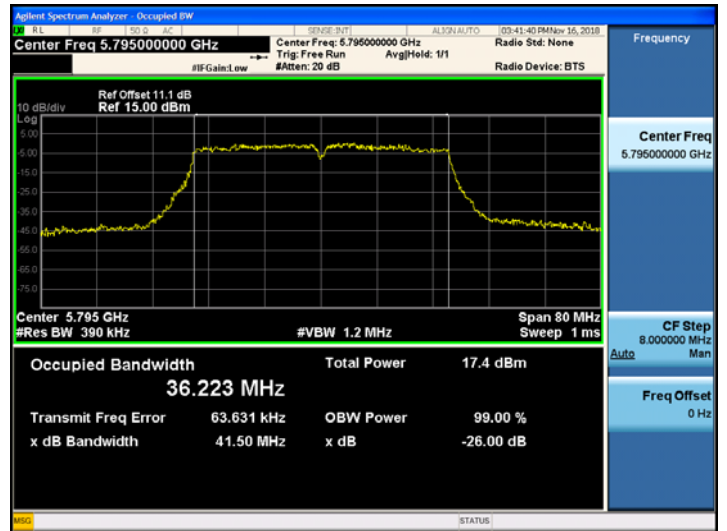 Agilent Spectrum Analyzer - Occupied BW
RL RF 50 Ω AC SENSE:INT ALIGN AUTO 03:41:40 PM Nov 16, 2018
Center Freq 5.795000000 GHz
Center Freq: 5.795000000 GHz
Radio Std: None
Trig: Free Run Avg|Hold: 1/1
#IFGain:Low
#Atten: 20 dB
Radio Device: BTS
Ref Offset 11.1 dB
10 dB/div Ref 15.00 dBm
Log
5.00
-5.00
-15.0
-25.0
-35.0
-45.0
-55.0
-65.0
-75.0
Center 5.795 GHz Span 80 MHz
#Res BW 390 kHz #VBW 1.2 MHz Sweep 1 ms
Occupied Bandwidth Total Power 17.4 dBm
36.223 MHz
Transmit Freq Error 63.631 kHz OBW Power 99.00 %
x dB Bandwidth 41.50 MHz x dB -26.00 dB
MSG STATUS
Frequency
Center Freq
5.795000000 GHz
CF Step
8.000000 MHz
Auto Man
Freq Offset
0 Hz